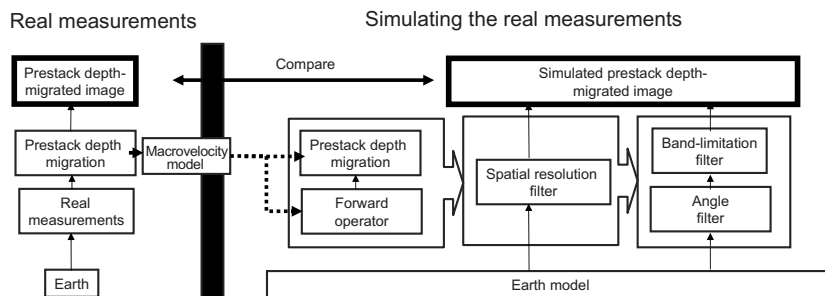 Real measurements
Simulating the real measurements
Prestack depth-
migrated image
Compare
Simulated prestack depth-
migrated image
Prestack depth
migration
Macrovelocity
model
Prestack depth
migration
Spatial resolution
filter
Band-limitation
filter
Real
measurements
Forward
operator
Angle
filter
Earth
Earth model